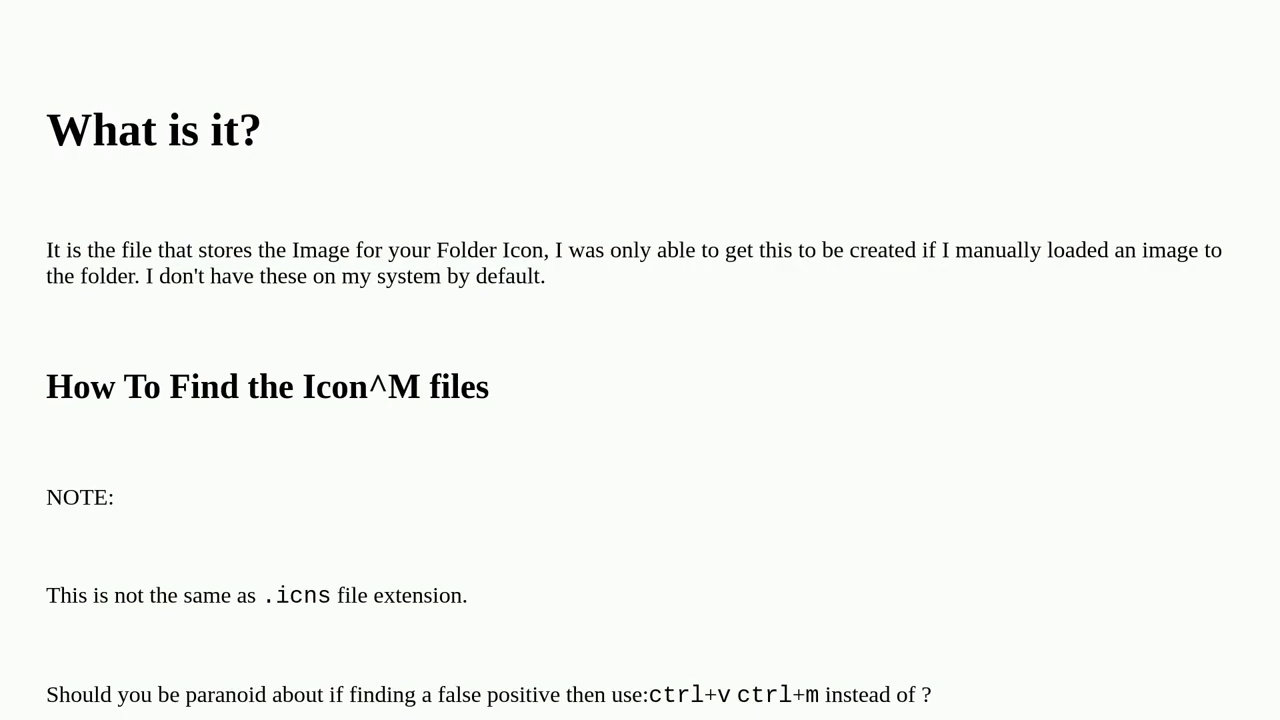 What is it?
It is the file that stores the Image for your Folder Icon, I was only able to get this to be created if I manually loaded an image to
the folder. I don't have these on my system by default.
How To Find the Icon^M files
NOTE:
This is not the same as .icns file extension.
Should you be paranoid about if finding a false positive then use:ctrl+v ctrl+m instead of ?